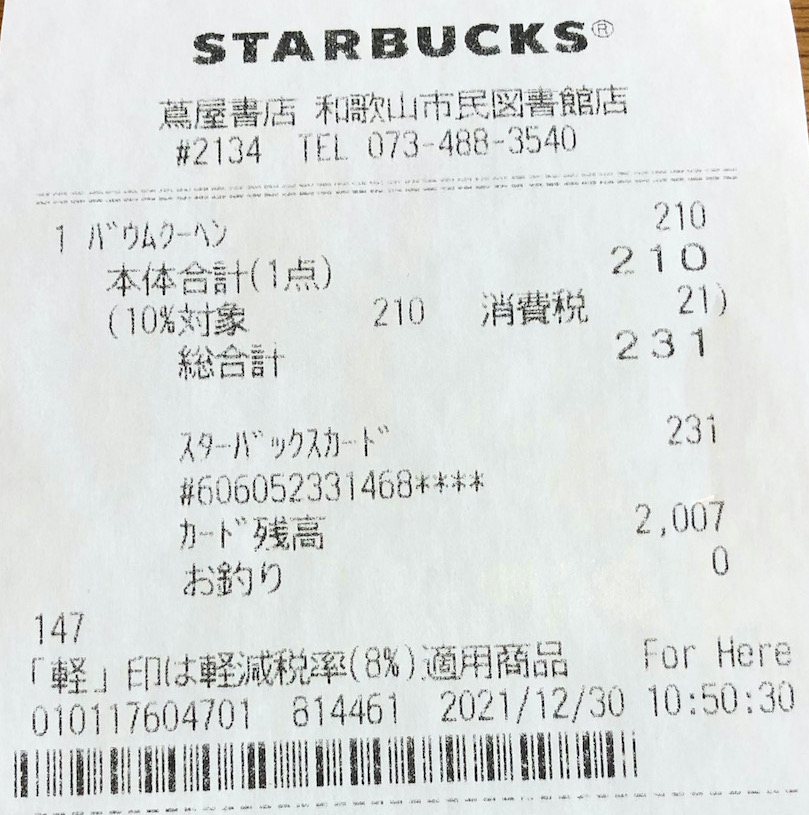 STARBUCKS®
蔦屋書店 和歌山市民図書館店
#2134 TEL 073-488-3540
1 バウムクーヘン 210
本体合計(1点) 210
(10%対象 210 消費税 21)
総合計 231
スターバックスカード 231
#606052331468****
カード残高 2,007
お釣り 0
147
「軽」印は軽減税率(8%)適用商品 For Here
010117604701 814461 2021/12/30 10:50:30